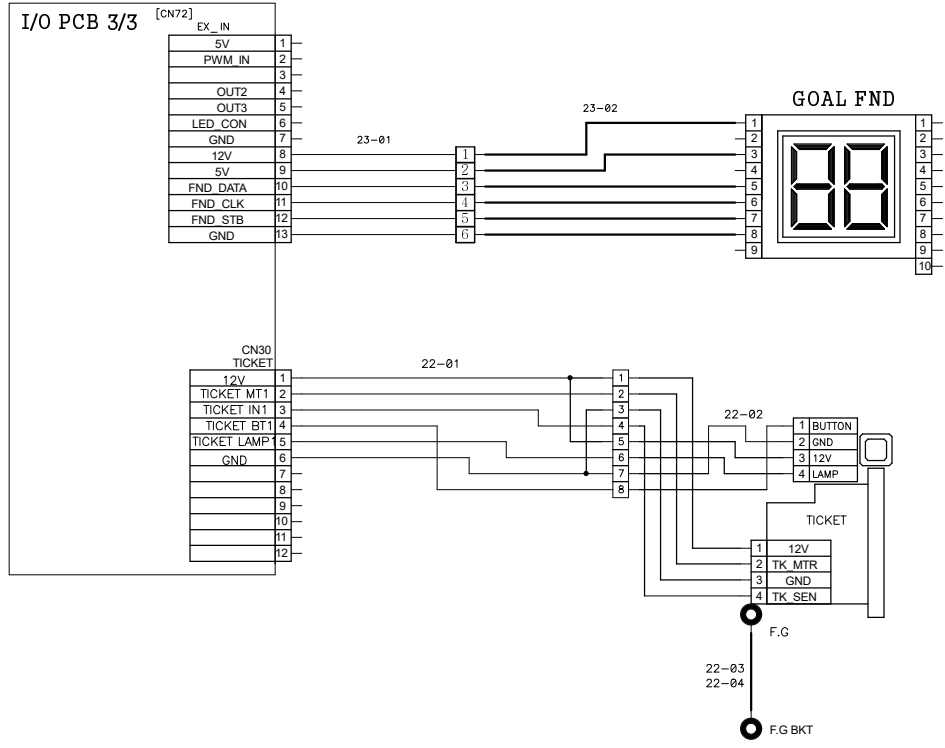 I/O PCB 3/3
[CN72]
EX_IN
5V 1
PWM_IN 2
3
OUT2 4
OUT3 5
LED_CON 6
GND 7
12V 8
5V 9
FND_DATA 10
FND_CLK 11
FND_STB 12
GND 13
23-01
1
2
3
4
5
6
23-02
GOAL FND
1
2
3
4
5
6
7
8
9
88
1
2
3
4
5
6
7
8
9
10
CN30
TICKET
12V 1
TICKET MT1 2
TICKET IN1 3
TICKET BT1 4
TICKET LAMP1 5
GND 6
7
8
9
10
11
12
22-01
1
2
3
4
5
6
7
8
22-02
1 BUTTON
2 GND
3 12V
4 LAMP
TICKET
1 12V
2 TK_MTR
3 GND
4 TK_SEN
F.G
22-03
22-04
F.G BKT